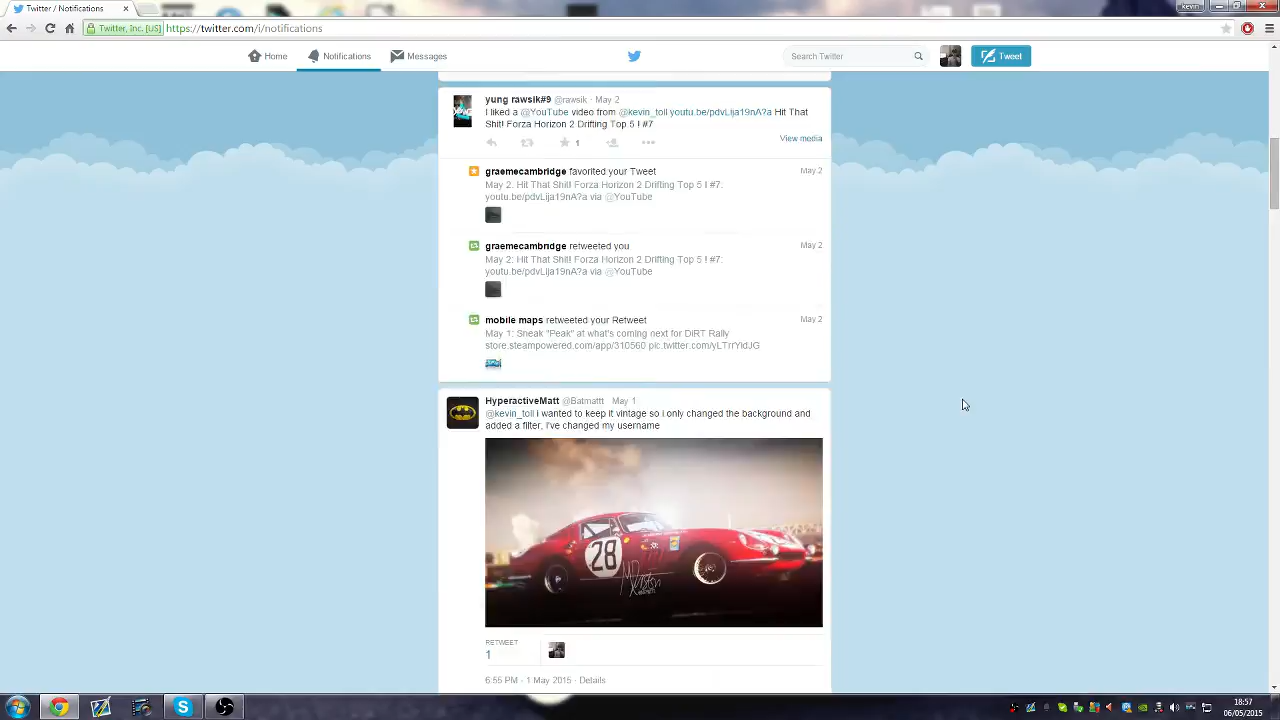 Twitter / Notifications
kevin
Twitter, Inc. [US] https://twitter.com/i/notifications
Home Notifications Messages Search Twitter Tweet
yung rawsik#9 @rawsik · May 2
I liked a @YouTube video from @kevin_toll youtu.be/pdvLija19nA?a Hit That
Shit! Forza Horizon 2 Drifting Top 5 ! #7
View media
1
graemecambridge favorited your Tweet May 2
May 2: Hit That Shit! Forza Horizon 2 Drifting Top 5 ! #7:
youtu.be/pdvLija19nA?a via @YouTube
graemecambridge retweeted you May 2
May 2: Hit That Shit! Forza Horizon 2 Drifting Top 5 ! #7:
youtu.be/pdvLija19nA?a via @YouTube
mobile maps retweeted your Retweet May 2
May 1: Sneak "Peak" at what's coming next for DiRT Rally
store.steampowered.com/app/310560 pic.twitter.com/yLTrrYidJG
HyperactiveMatt @Batmattt May 1
@kevin_toll i wanted to keep it vintage so i only changed the background and
added a filter, I've changed my username
28
RETWEET
1
6:55 PM - 1 May 2015 · Details
18:57
06/05/2015